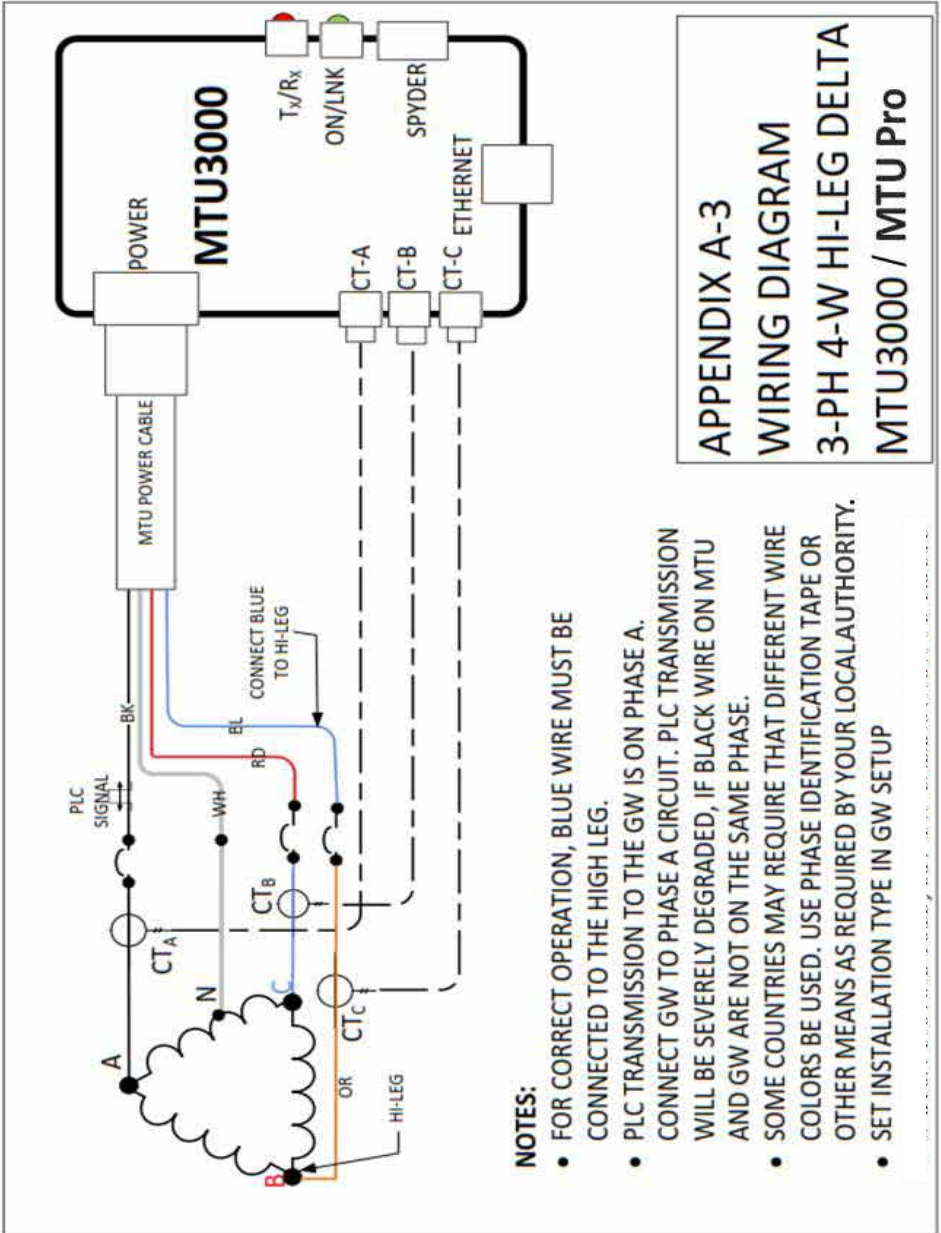 POWER
MTU3000
Tx/Rx
ON/LNK
SPYDER
ETHERNET
CT-A
CT-B
CT-C
MTU POWER CABLE
PLC
SIGNAL
BK
WH
RD
BL
CONNECT BLUE
TO HI-LEG
CTA
CTB
CTC
A
N
C
B
OR
HI-LEG
NOTES:
• FOR CORRECT OPERATION, BLUE WIRE MUST BE
CONNECTED TO THE HIGH LEG.
• PLC TRANSMISSION TO THE GW IS ON PHASE A.
CONNECT GW TO PHASE A CIRCUIT. PLC TRANSMISSION
WILL BE SEVERELY DEGRADED, IF BLACK WIRE ON MTU
AND GW ARE NOT ON THE SAME PHASE.
• SOME COUNTRIES MAY REQUIRE THAT DIFFERENT WIRE
COLORS BE USED. USE PHASE IDENTIFICATION TAPE OR
OTHER MEANS AS REQUIRED BY YOUR LOCAL AUTHORITY.
• SET INSTALLATION TYPE IN GW SETUP
APPENDIX A-3
WIRING DIAGRAM
3-PH 4-W HI-LEG DELTA
MTU3000 / MTU Pro